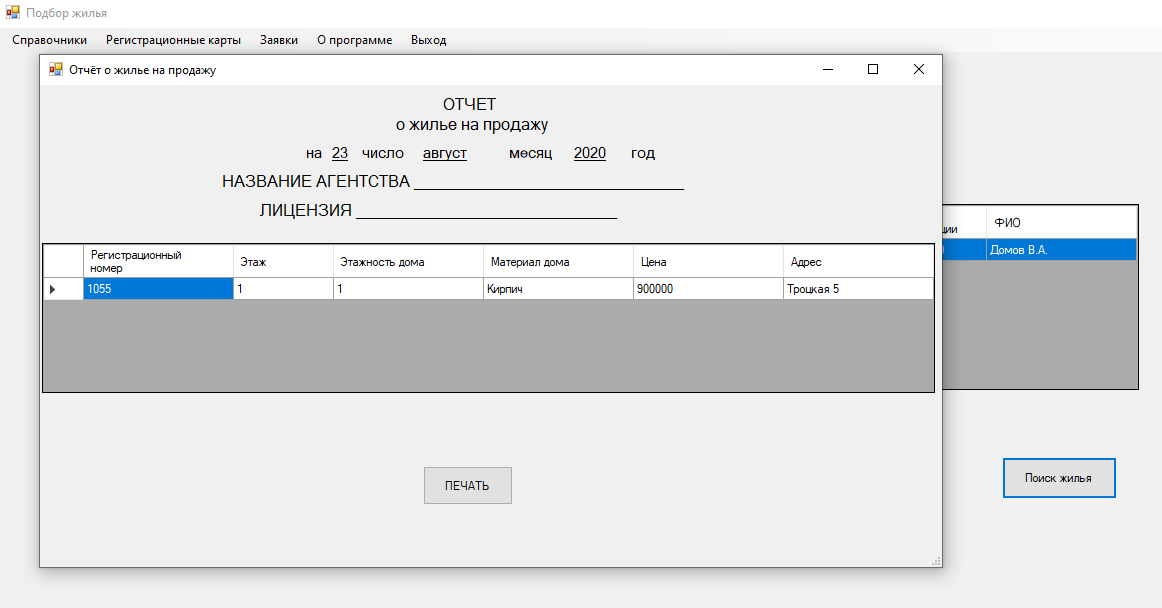 Подбор жилья
Справочники Регистрационные карты Заявки О программе Выход
Отчёт о жилье на продажу
ОТЧЕТ
о жилье на продажу
на 23 число август месяц 2020 год
НАЗВАНИЕ АГЕНТСТВА
ЛИЦЕНЗИЯ
Регистрационный номер Этаж Этажность дома Материал дома Цена Адрес
1055 1 1 Кирпич 900000 Троцкая 5
ФИО
Домов В.А.
ПЕЧАТЬ
Поиск жилья